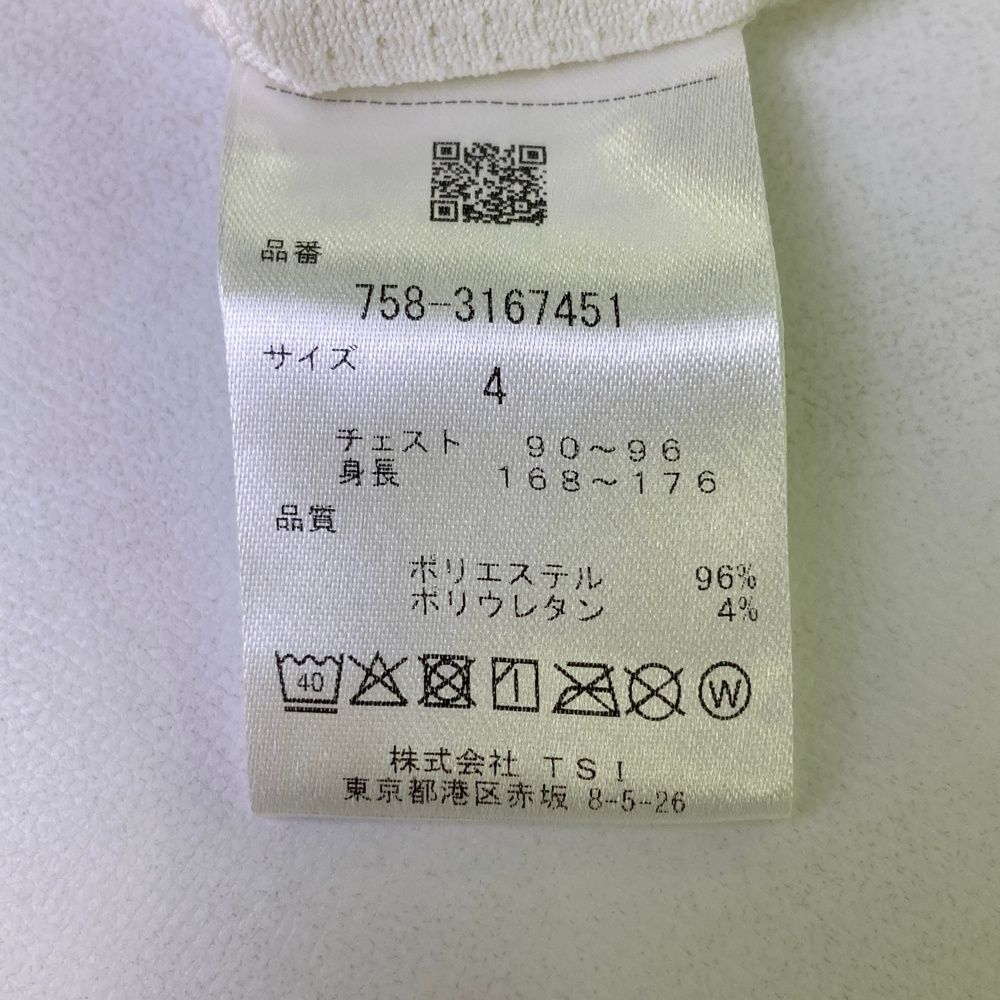 品番
758-3167451
サイズ
4
チェスト 90～96
身長 168～176
品質
ポリエステル 96%
ポリウレタン 4%
40 W
株式会社 TSI
東京都港区赤坂 8-5-26